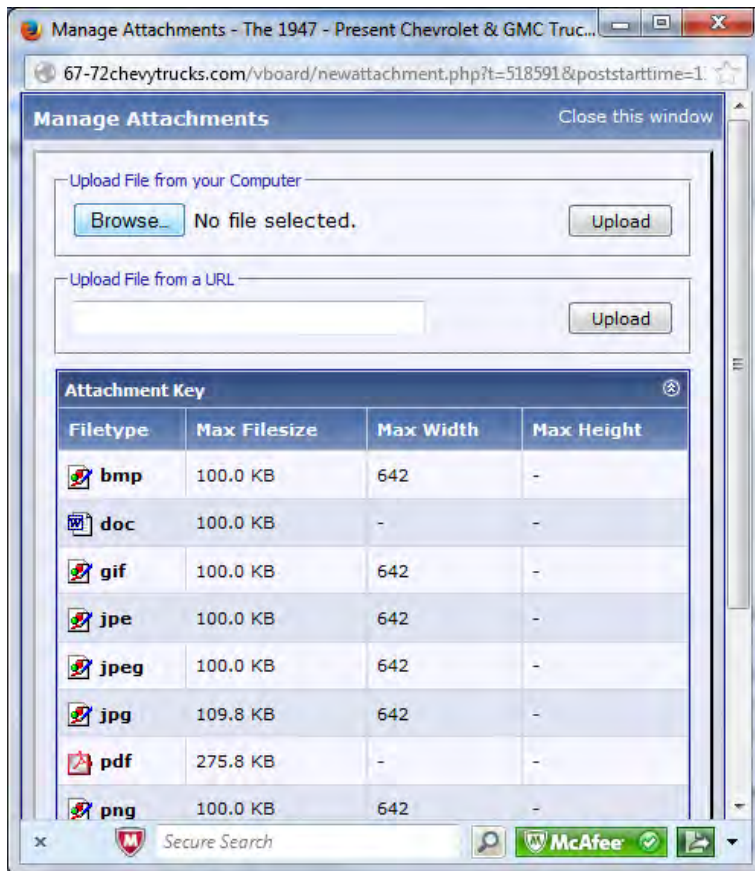 Manage Attachments - The 1947 - Present Chevrolet & GMC Truc...
67-72chevytrucks.com/vboard/newattachment.php?t=518591&poststarttime=1
Manage Attachments Close this window
Upload File from your Computer
Browse... No file selected. Upload
Upload File from a URL
Upload
Attachment Key
Filetype Max Filesize Max Width Max Height
bmp 100.0 KB 642 -
doc 100.0 KB - -
gif 100.0 KB 642 -
jpe 100.0 KB 642 -
jpeg 100.0 KB 642 -
jpg 109.8 KB 642 -
pdf 275.8 KB - -
png 100.0 KB 642 -
Secure Search McAfee